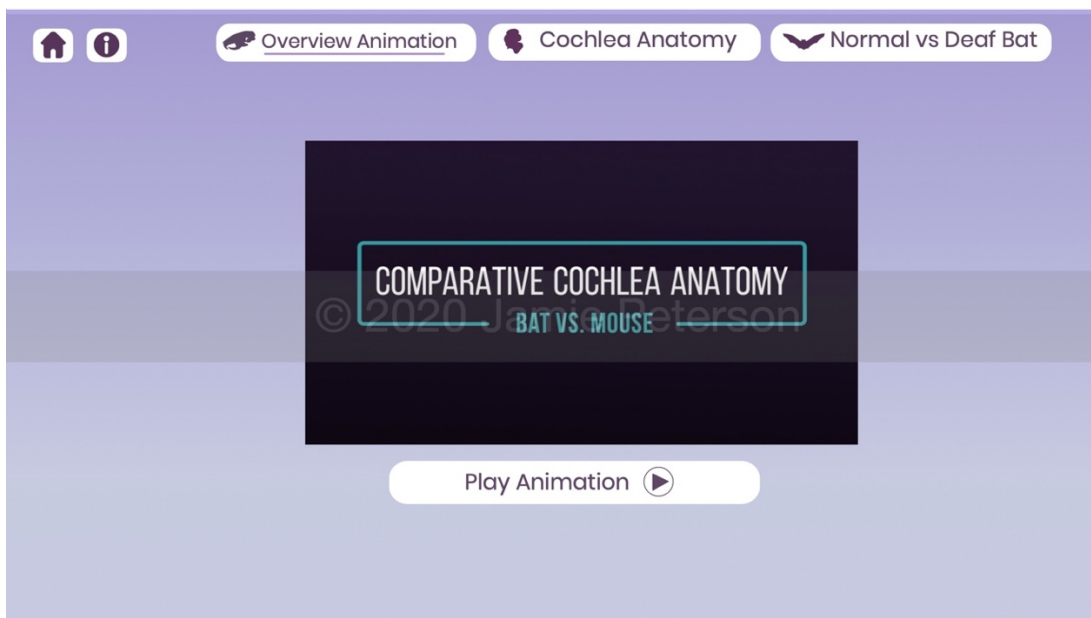 Overview Animation
Cochlea Anatomy
Normal vs Deaf Bat
COMPARATIVE COCHLEA ANATOMY
© 2020 Jamie Peterson
BAT VS. MOUSE
Play Animation